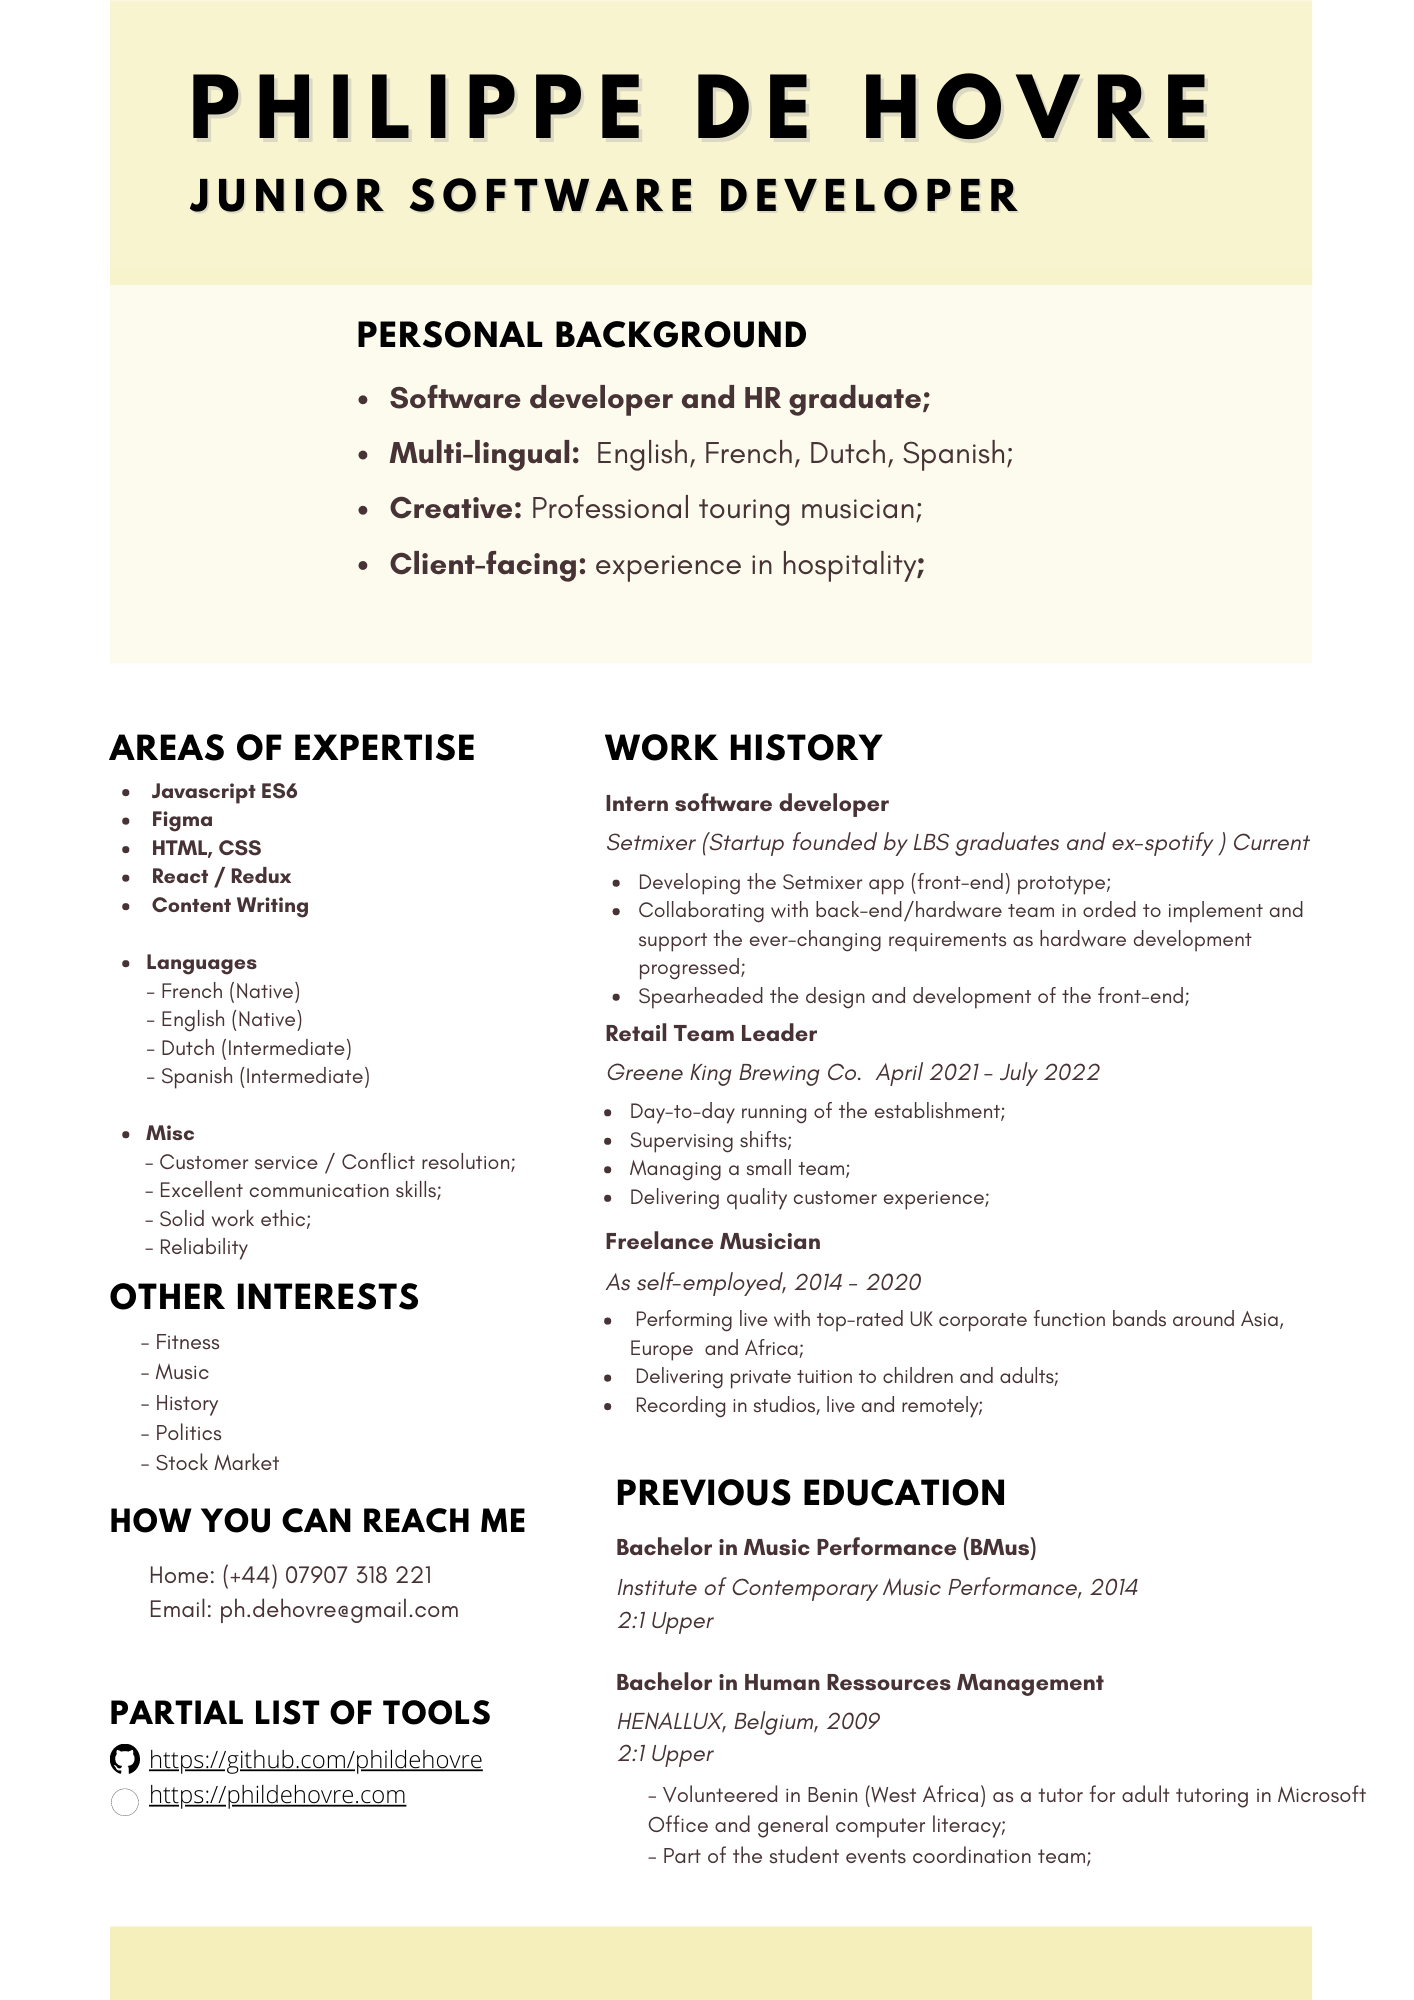 PHILIPPE DE HOVRE
JUNIOR SOFTWARE DEVELOPER
PERSONAL BACKGROUND
• Software developer and HR graduate;
• Multi-lingual: English, French, Dutch, Spanish;
• Creative: Professional touring musician;
• Client-facing: experience in hospitality;
AREAS OF EXPERTISE
• Javascript ES6
• Figma
• HTML, CSS
• React / Redux
• Content Writing
• Languages
- French (Native)
- English (Native)
- Dutch (Intermediate)
- Spanish (Intermediate)
• Misc
- Customer service / Conflict resolution;
- Excellent communication skills;
- Solid work ethic;
- Reliability
OTHER INTERESTS
- Fitness
- Music
- History
- Politics
- Stock Market
HOW YOU CAN REACH ME
Home: (+44) 07907 318 221
Email: ph.dehovre@gmail.com
PARTIAL LIST OF TOOLS
https://github.com/phildehovre
https://phildehovre.com
WORK HISTORY
Intern software developer
Setmixer (Startup founded by LBS graduates and ex-spotify ) Current
• Developing the Setmixer app (front-end) prototype;
• Collaborating with back-end/hardware team in orded to implement and
support the ever-changing requirements as hardware development
progressed;
• Spearheaded the design and development of the front-end;
Retail Team Leader
Greene King Brewing Co. April 2021 - July 2022
• Day-to-day running of the establishment;
• Supervising shifts;
• Managing a small team;
• Delivering quality customer experience;
Freelance Musician
As self-employed, 2014 - 2020
• Performing live with top-rated UK corporate function bands around Asia,
Europe and Africa;
• Delivering private tuition to children and adults;
• Recording in studios, live and remotely;
PREVIOUS EDUCATION
Bachelor in Music Performance (BMus)
Institute of Contemporary Music Performance, 2014
2:1 Upper
Bachelor in Human Ressources Management
HENALLUX, Belgium, 2009
2:1 Upper
- Volunteered in Benin (West Africa) as a tutor for adult tutoring in Microsoft
Office and general computer literacy;
- Part of the student events coordination team;